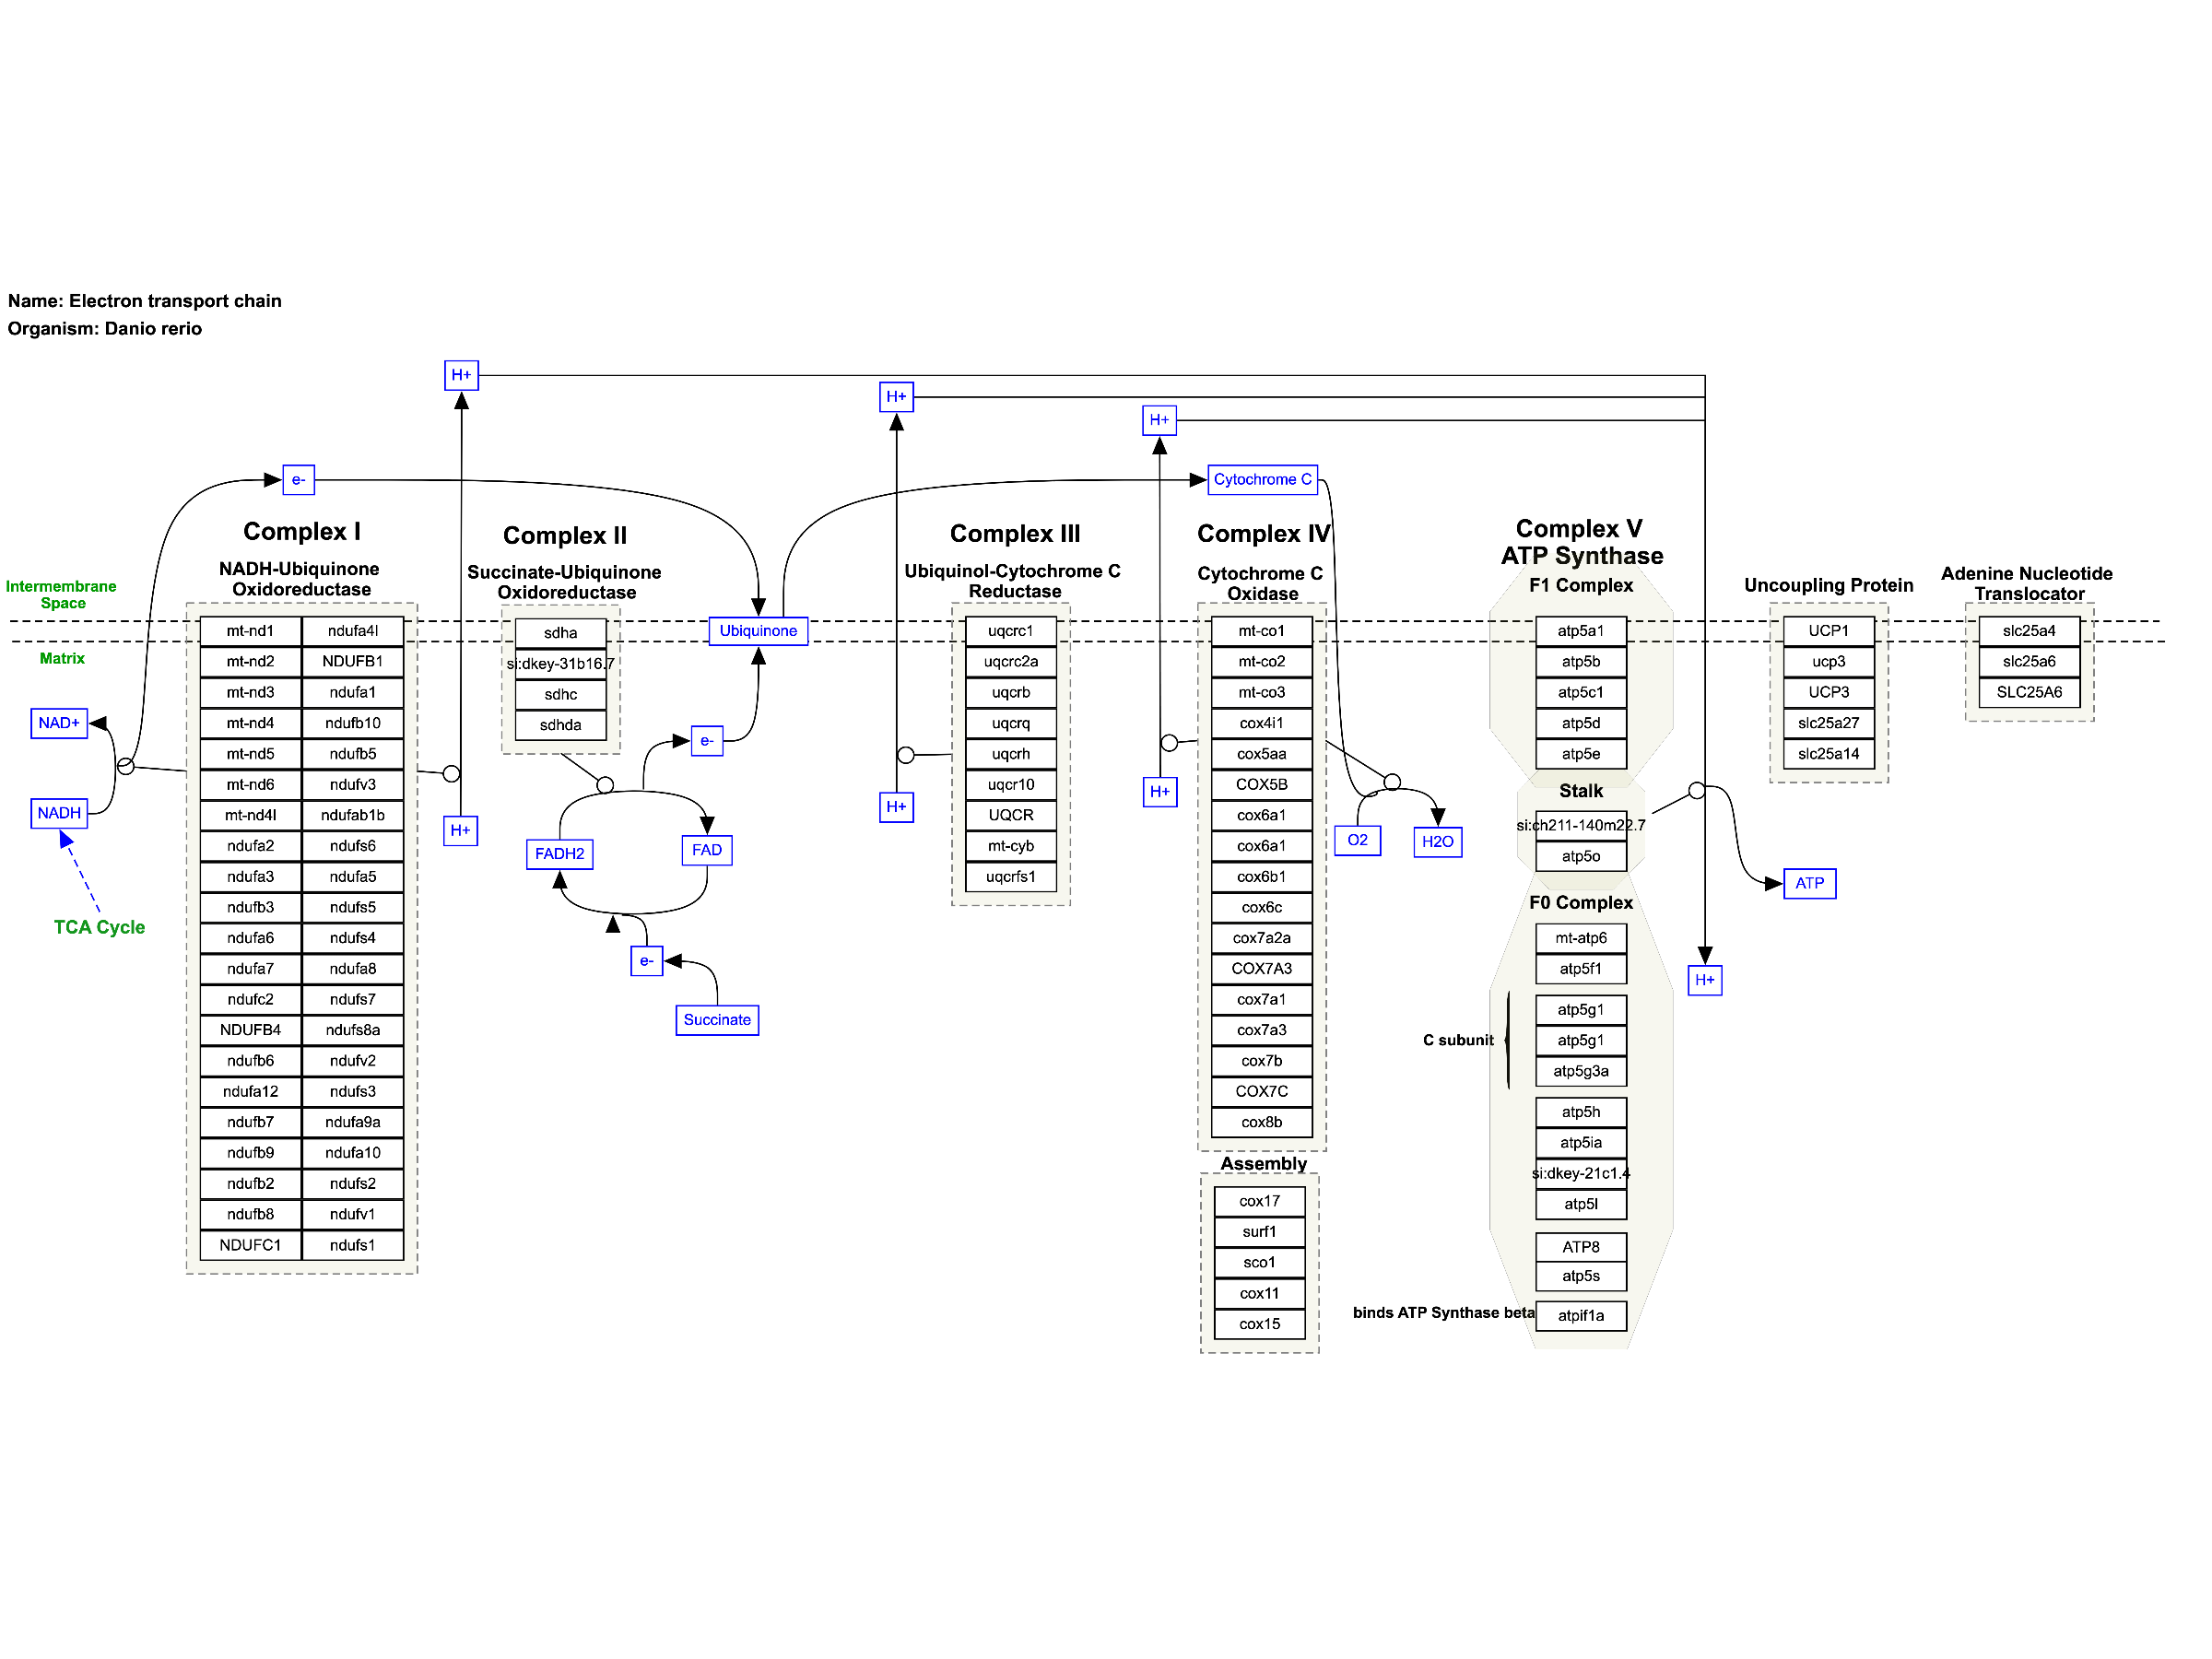 Name: Electron transport chain
Organism: Danio rerio
H+
H+
H+
e-
Cytochrome C
Complex I
NADH-Ubiquinone
Oxidoreductase
Complex II
Succinate-Ubiquinone
Oxidoreductase
Complex III
Ubiquinol-Cytochrome C
Reductase
Complex IV
Cytochrome C
Oxidase
Complex V
ATP Synthase
F1 Complex
Uncoupling Protein
Adenine Nucleotide
Translocator
Intermembrane
Space
Matrix
NAD+
NADH
TCA Cycle
mt-nd1
mt-nd2
mt-nd3
mt-nd4
mt-nd5
mt-nd6
mt-nd4l
ndufa2
ndufa3
ndufb3
ndufa6
ndufa7
ndufc2
NDUFB4
ndufb6
ndufa12
ndufb7
ndufb9
ndufb2
ndufb8
NDUFC1
ndufa4l
NDUFB1
ndufa1
ndufb10
ndufb5
ndufv3
ndufab1b
ndufs6
ndufa5
ndufs5
ndufs4
ndufa8
ndufs7
ndufs8a
ndufv2
ndufs3
ndufa9a
ndufa10
ndufs2
ndufv1
ndufs1
H+
sdha
si:dkey-31b16.7
sdhc
sdhda
Ubiquinone
e-
FADH2
FAD
e-
Succinate
H+
uqcrc1
uqcrc2a
uqcrb
uqcrq
uqcrh
uqcr10
UQCR
mt-cyb
uqcrfs1
H+
mt-co1
mt-co2
mt-co3
cox4i1
cox5aa
COX5B
cox6a1
cox6a1
cox6b1
cox6c
cox7a2a
COX7A3
cox7a1
cox7a3
cox7b
COX7C
cox8b
Assembly
cox17
surf1
sco1
cox11
cox15
O2
H2O
atp5a1
atp5b
atp5c1
atp5d
atp5e
Stalk
si:ch211-140m22.7
atp5o
F0 Complex
mt-atp6
atp5f1
C subunit
atp5g1
atp5g1
atp5g3a
atp5h
atp5ia
si:dkey-21c1.4
atp5l
ATP8
atp5s
binds ATP Synthase beta
atpif1a
H+
ATP
UCP1
ucp3
UCP3
slc25a27
slc25a14
slc25a4
slc25a6
SLC25A6